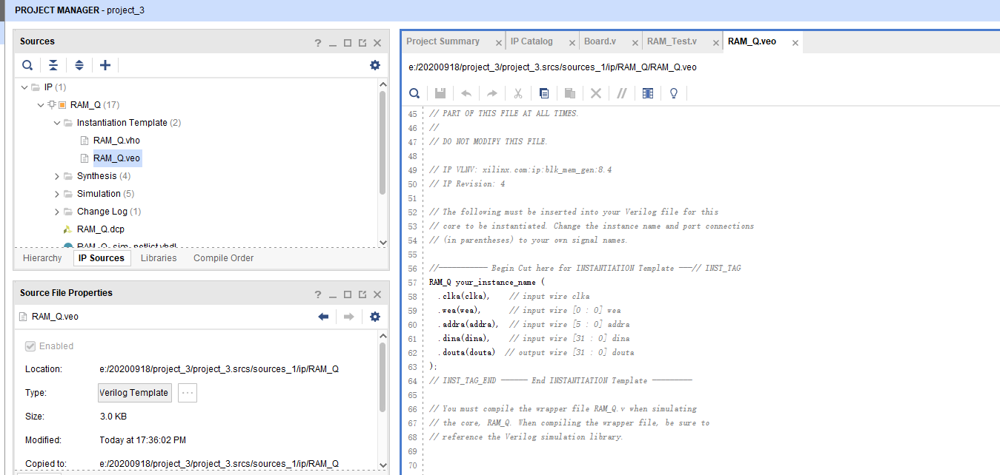 PROJECT MANAGER - project_3
Sources
IP (1)
RAM_Q (17)
Instantiation Template (2)
RAM_Q.vho
RAM_Q.veo
Synthesis (4)
Simulation (5)
Change Log (1)
RAM_Q.dcp
Hierarchy IP Sources Libraries Compile Order
Source File Properties
RAM_Q.veo
Enabled
Location: e:/20200918/project_3/project_3.srcs/sources_1/ip/RAM_Q
Type: Verilog Template ...
Size: 3.0 KB
Modified: Today at 17:36:02 PM
Copied to: e:/20200918/project_3/project_3.srcs/sources_1/ip/RAM_Q
Project Summary IP Catalog Board.v RAM_Test.v RAM_Q.veo
e:/20200918/project_3/project_3.srcs/sources_1/ip/RAM_Q/RAM_Q.veo
45 // PART OF THIS FILE AT ALL TIMES.
46 //
47 // DO NOT MODIFY THIS FILE.
48
49 // IP VLNV: xilinx.com:ip:blk_mem_gen:8.4
50 // IP Revision: 4
51
52 // The following must be inserted into your Verilog file for this
53 // core to be instantiated. Change the instance name and port connections
54 // (in parentheses) to your own signal names.
55
56 //----------- Begin Cut here for INSTANTIATION Template ---// INST_TAG
57 RAM_Q your_instance_name (
58 .clka(clka), // input wire clka
59 .wea(wea), // input wire [0 : 0] wea
60 .addra(addra), // input wire [5 : 0] addra
61 .dina(dina), // input wire [31 : 0] dina
62 .douta(douta) // output wire [31 : 0] douta
63 );
64 // INST_TAG_END ------ End INSTANTIATION Template ---------
65
66 // You must compile the wrapper file RAM_Q.v when simulating
67 // the core, RAM_Q. When compiling the wrapper file, be sure to
68 // reference the Verilog simulation library.
69
70